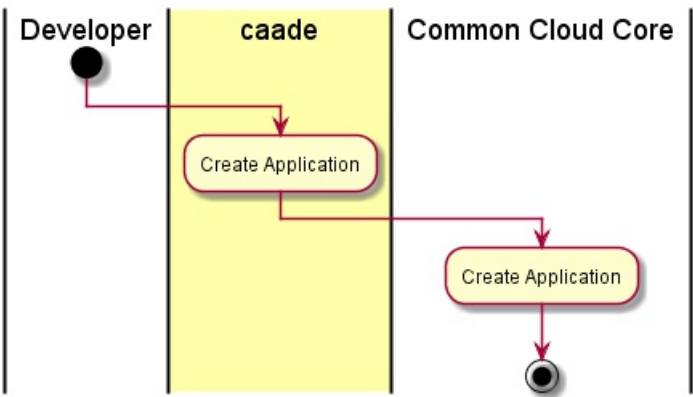 Developer
caade
Common Cloud Core
Create Application
Create Application